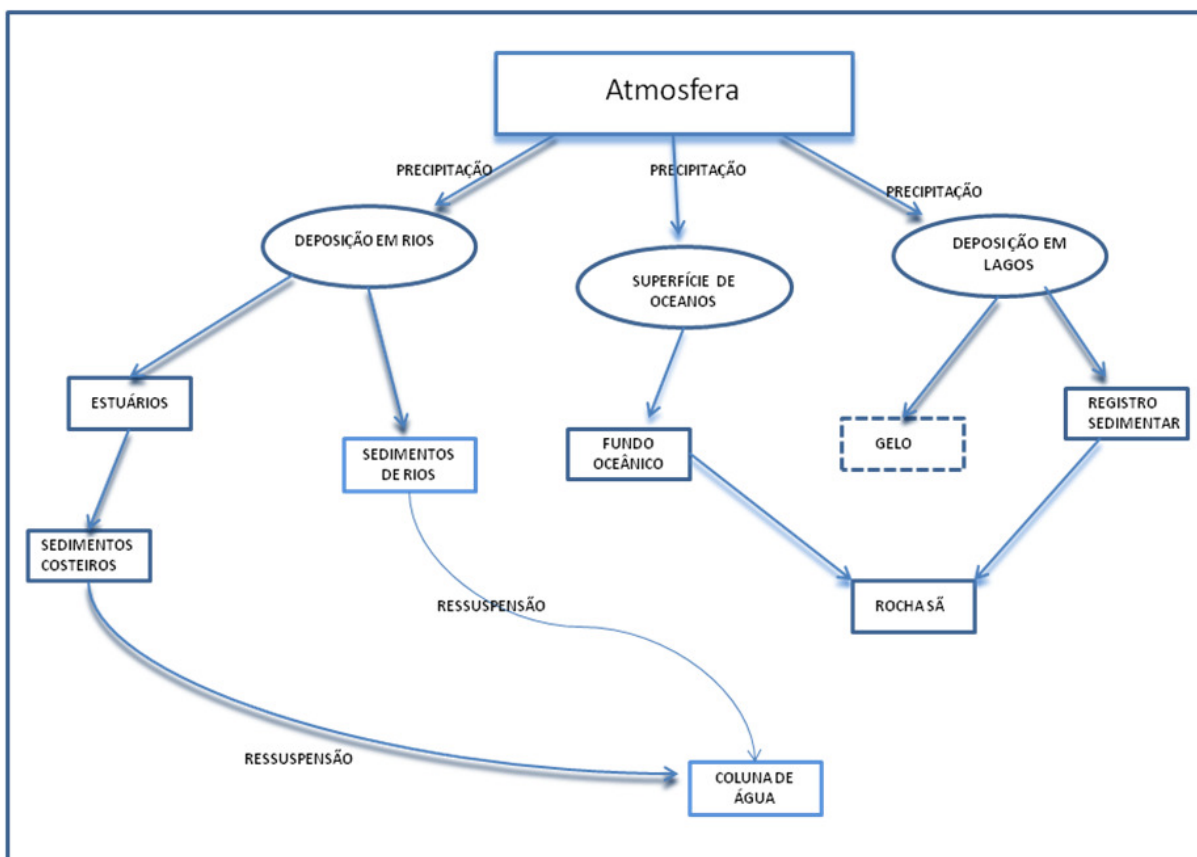 Atmosfera
PRECIPITAÇÃO
PRECIPITAÇÃO
PRECIPITAÇÃO
DEPOSIÇÃO EM RIOS
SUPERFÍCIE DE
OCEANOS
DEPOSIÇÃO EM
LAGOS
ESTUÁRIOS
SEDIMENTOS
DE RIOS
FUNDO
OCEÂNICO
GELO
REGISTRO
SEDIMENTAR
SEDIMENTOS
COSTEIROS
RESSUSPENSÃO
ROCHA SÃ
RESSUSPENSÃO
COLUNA DE
ÁGUA